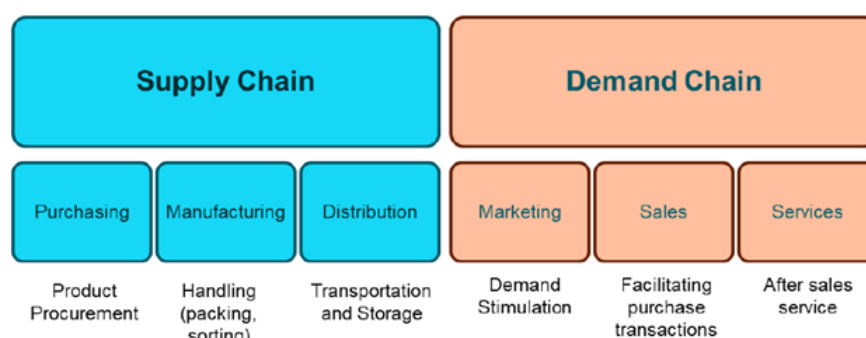 Supply Chain
Demand Chain
Purchasing
Manufacturing
Distribution
Marketing
Sales
Services
Product
Procurement
Handling
(packing,
sorting)
Transportation
and Storage
Demand
Stimulation
Facilitating
purchase
transactions
After sales
service